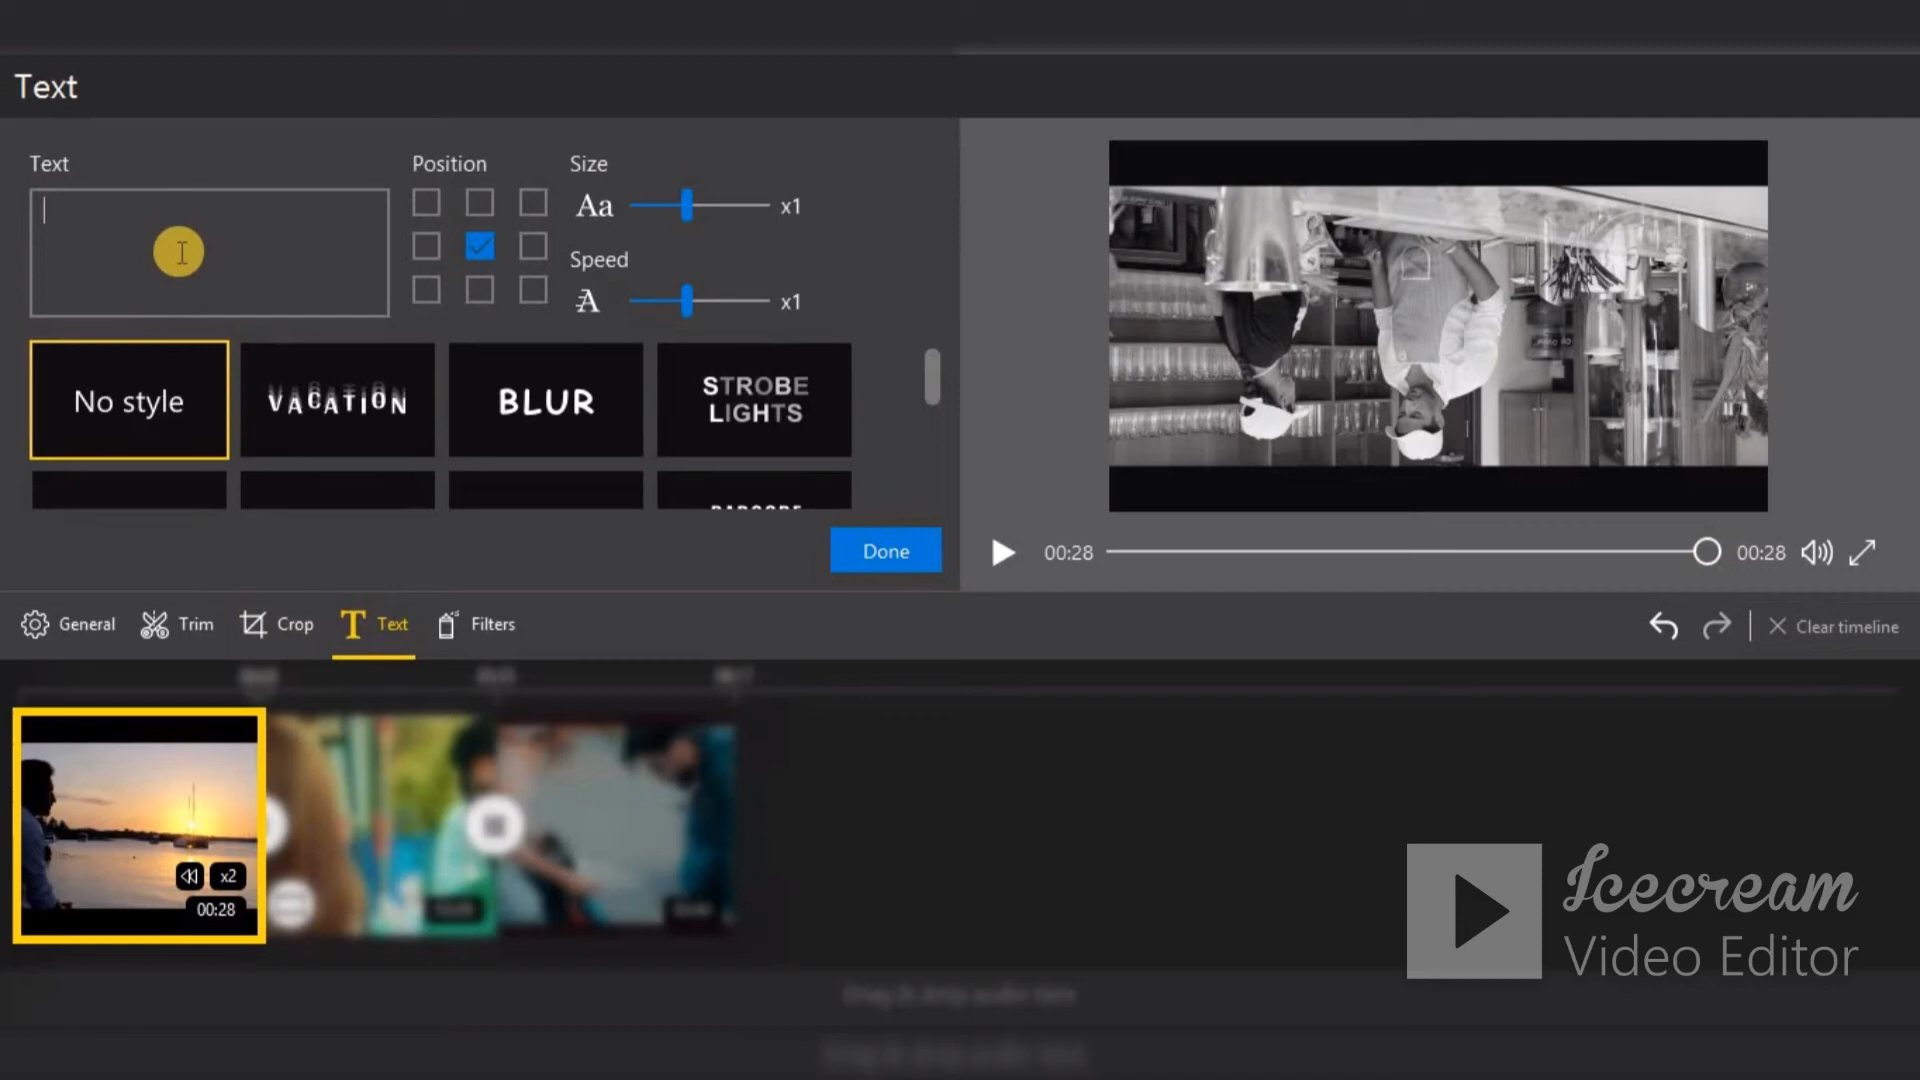 Text
Text
Position
Size
Aa
x1
Speed
A
x1
No style
VACATION
BLUR
STROBE
LIGHTS
Done
00:28
00:28
General
Trim
Crop
T Text
Filters
Clear timeline
x2
00:28
Icecream
Video Editor